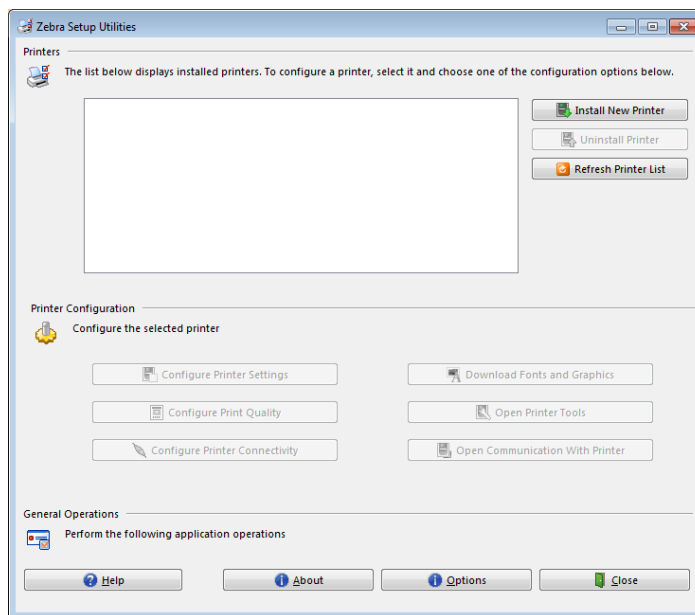 Zebra Setup Utilities
Printers
The list below displays installed printers. To configure a printer, select it and choose one of the configuration options below.
Install New Printer
Uninstall Printer
Refresh Printer List
Printer Configuration
Configure the selected printer
Configure Printer Settings
Download Fonts and Graphics
Configure Print Quality
Open Printer Tools
Configure Printer Connectivity
Open Communication With Printer
General Operations
Perform the following application operations
Help
About
Options
Close